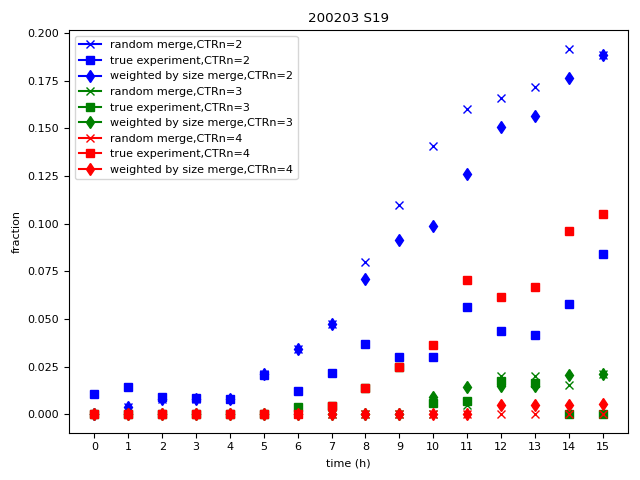 200203 S19
random merge,CTRn=2
true experiment,CTRn=2
weighted by size merge,CTRn=2
random merge,CTRn=3
true experiment,CTRn=3
weighted by size merge,CTRn=3
random merge,CTRn=4
true experiment,CTRn=4
weighted by size merge,CTRn=4
fraction
0.200
0.175
0.150
0.125
0.100
0.075
0.050
0.025
0.000
0 1 2 3 4 5 6 7 8 9 10 11 12 13 14 15
time (h)